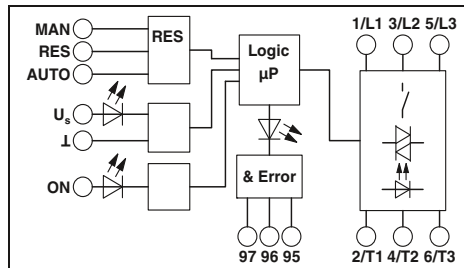 MAN
RES
AUTO
RES
Us
⊥
ON
Logic
µP
& Error
97 96 95
1/L1 3/L2 5/L3
2/T1 4/T2 6/T3